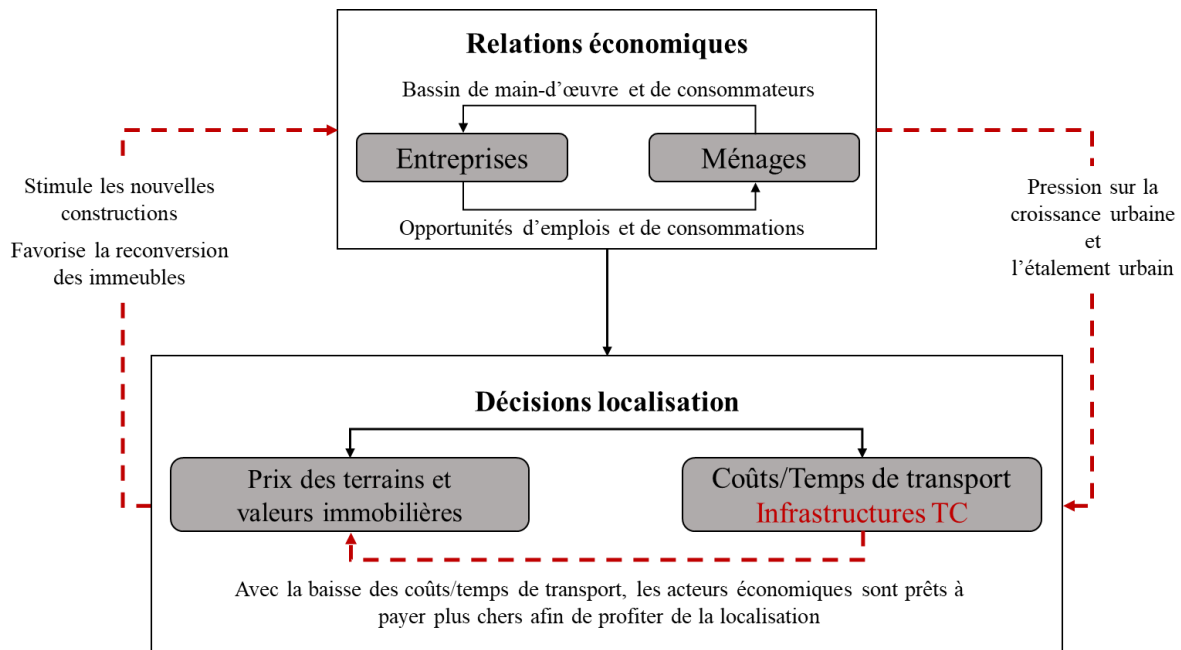 Relations économiques
Bassin de main-d’œuvre et de consommateurs
Entreprises
Ménages
Opportunités d’emplois et de consommations
Stimule les nouvelles
constructions
Favorise la reconversion
des immeubles
Pression sur la
croissance urbaine
et
l’étalement urbain
Décisions localisation
Prix des terrains et
valeurs immobilières
Coûts/Temps de transport
Infrastructures TC
Avec la baisse des coûts/temps de transport, les acteurs économiques sont prêts à
payer plus chers afin de profiter de la localisation